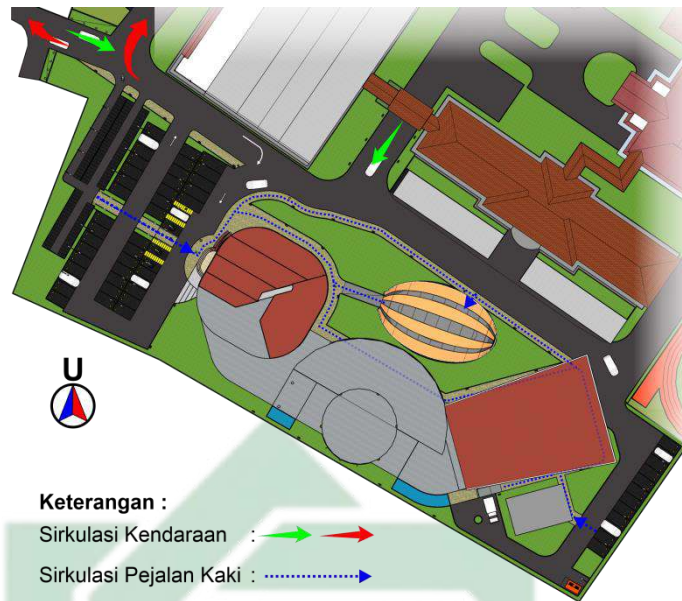 U
Keterangan :
Sirkulasi Kendaraan :
Sirkulasi Pejalan Kaki :